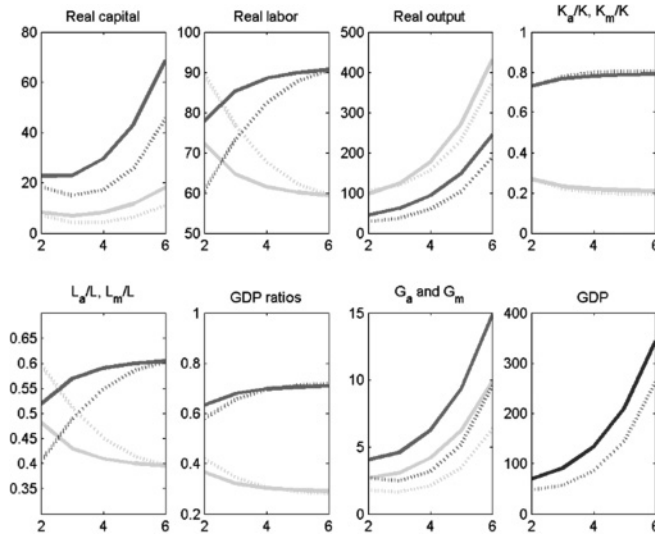 Real capital
Real labor
Real output
K_a/K, K_m/K
80
60
40
20
0
2 4 6
100
90
80
70
60
50
2 4 6
500
400
300
200
100
0
2 4 6
1
0.8
0.6
0.4
0.2
0
2 4 6
L_a/L, L_m/L
GDP ratios
G_a and G_m
GDP
0.65
0.6
0.55
0.5
0.45
0.4
0.35
2 4 6
1
0.8
0.6
0.4
0.2
2 4 6
15
10
5
0
2 4 6
400
300
200
100
0
2 4 6